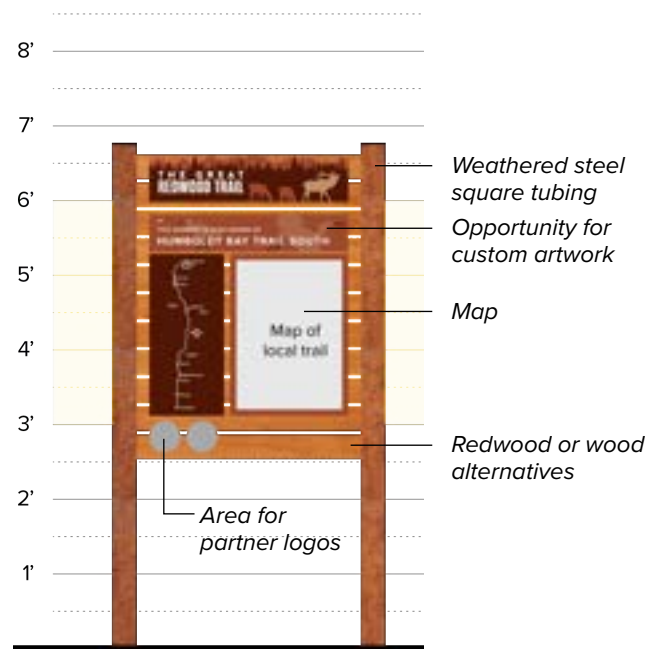 8’
7’
6’
5’
4’
3’
2’
1’
THE GREAT
REDWOOD TRAIL
HUMBOLDT BAY TRAIL SOUTH
Map of
local trail
Weathered steel
square tubing
Opportunity for
custom artwork
Map
Redwood or wood
alternatives
Area for
partner logos